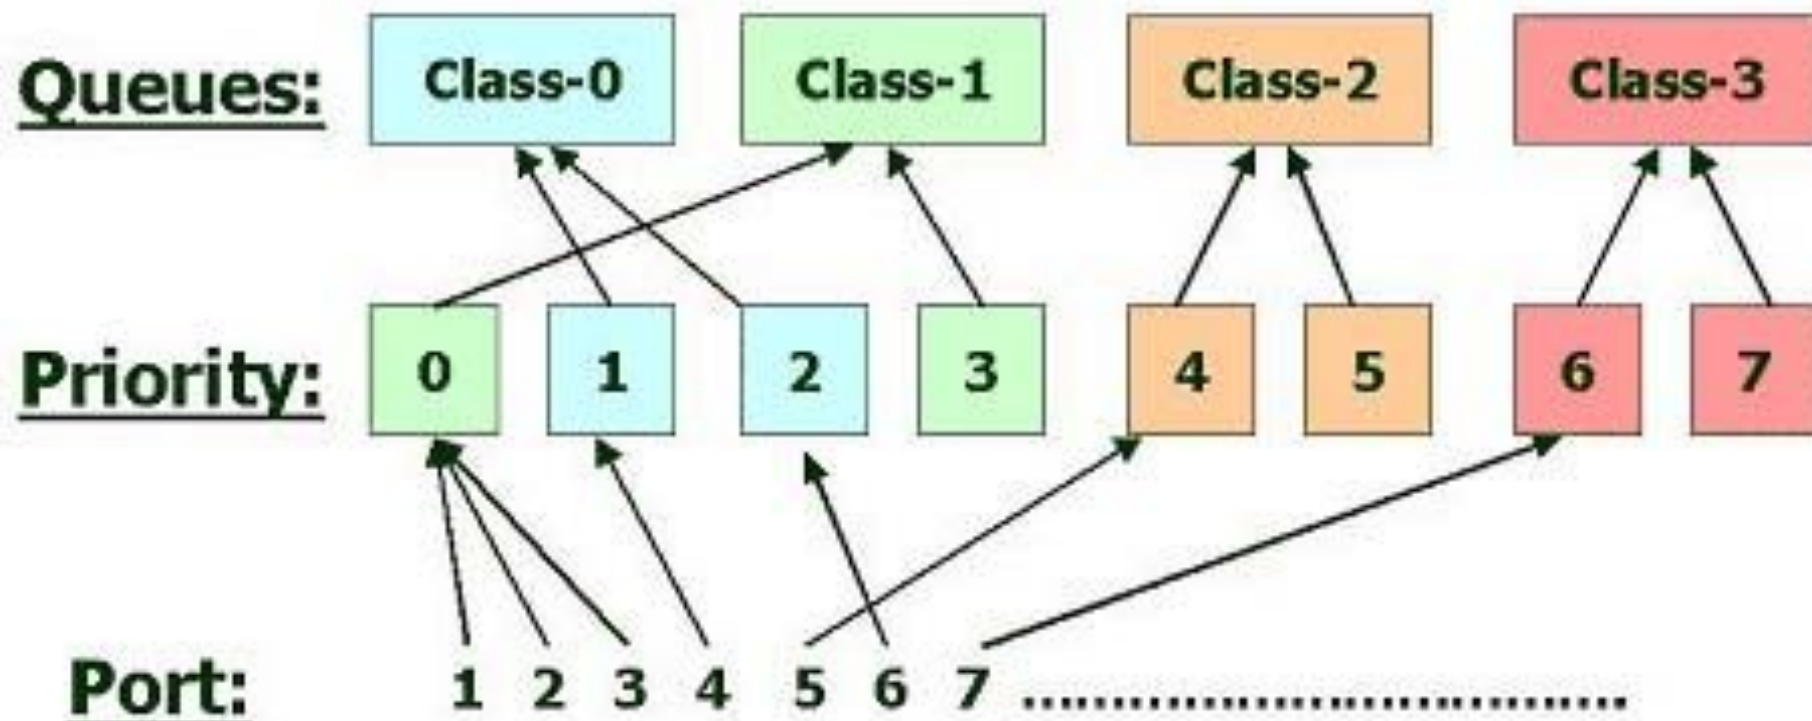 Queues: Class-0 Class-1 Class-2 Class-3
Priority: 0 1 2 3 4 5 6 7
Port: 1 2 3 4 5 6 7 ....................................